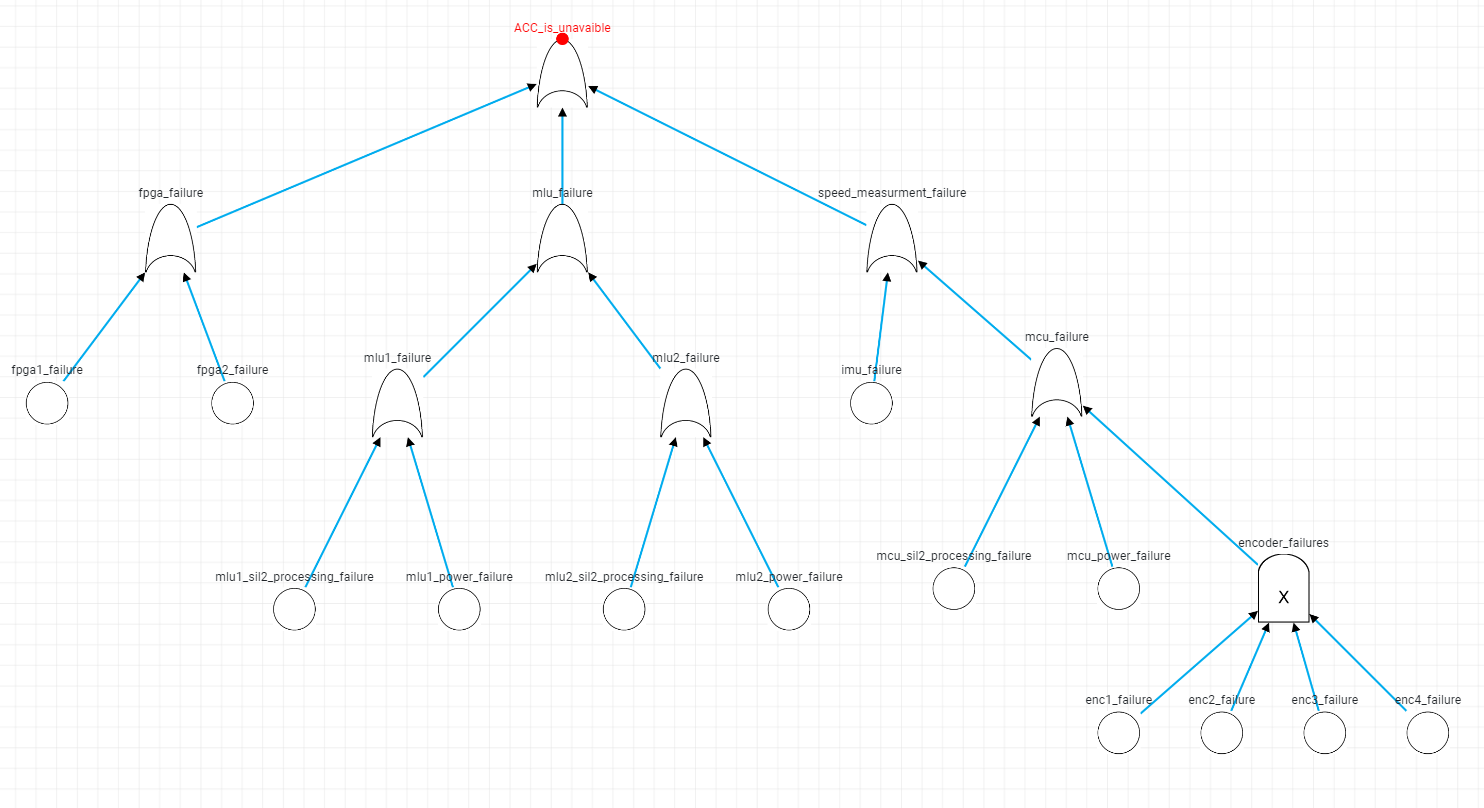 ACC_is_unavaible
fpga_failure
mlu_failure
speed_measurment_failure
mcu_failure
mlu1_failure
mlu2_failure
fpga1_failure
fpga2_failure
imu_failure
encoder_failures
mcu_sil2_processing_failure
mcu_power_failure
mlu1_sil2_processing_failure
mlu1_power_failure
mlu2_sil2_processing_failure
mlu2_power_failure
X
enc1_failure
enc2_failure
enc3_failure
enc4_failure